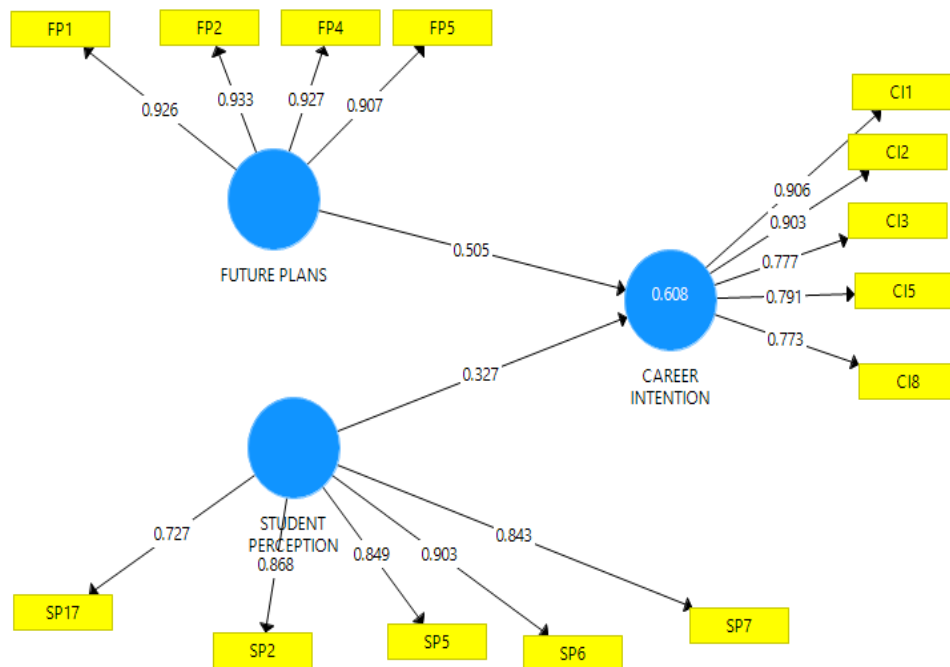 FP1
FP2
FP4
FP5
0.926
0.933
0.927
0.907
FUTURE PLANS
CI1
CI2
CI3
CI5
CI8
0.906
0.903
0.777
0.791
0.773
0.505
0.608
CAREER
INTENTION
0.327
STUDENT
PERCEPTION
0.727
0.868
0.849
0.903
0.843
SP17
SP2
SP5
SP6
SP7